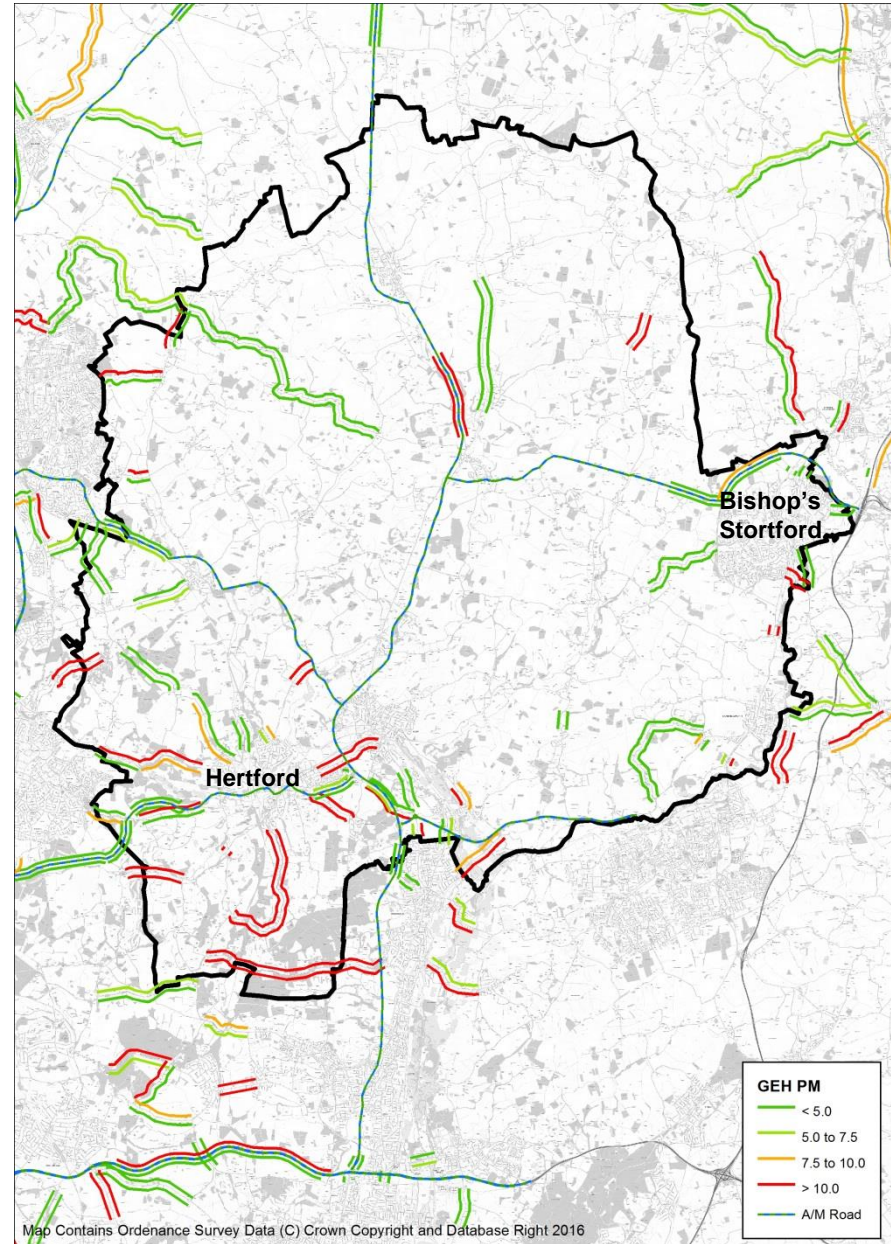 Bishop's
Stortford
Hertford
GEH PM
< 5.0
5.0 to 7.5
7.5 to 10.0
> 10.0
A/M Road
Map Contains Ordenance Survey Data (C) Crown Copyright and Database Right 2016